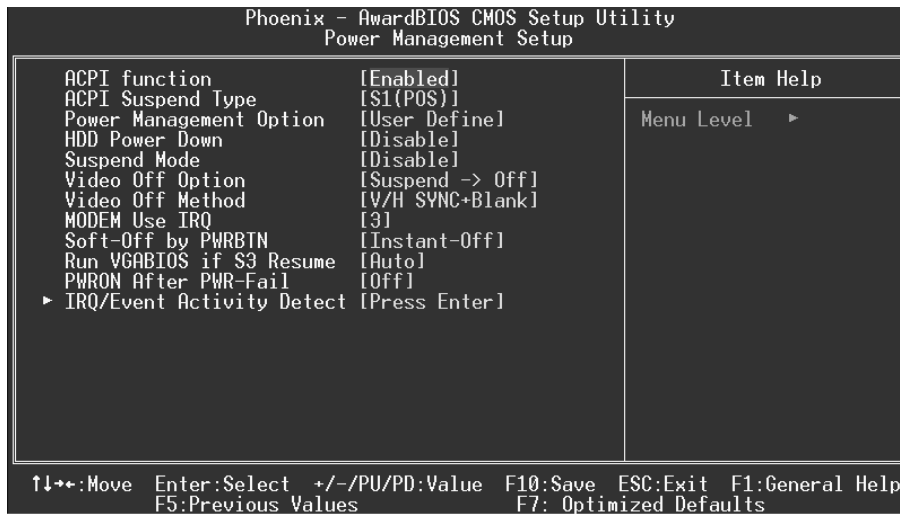 Phoenix - AwardBIOS CMOS Setup Utility
Power Management Setup
ACPI function [Enabled]
ACPI Suspend Type [S1(POS)]
Power Management Option [User Define]
HDD Power Down [Disable]
Suspend Mode [Disable]
Video Off Option [Suspend -> Off]
Video Off Method [V/H SYNC+Blank]
MODEM Use IRQ [3]
Soft-Off by PWRBTN [Instant-Off]
Run VGABIOS if S3 Resume [Auto]
PWRON After PWR-Fail [Off]
► IRQ/Event Activity Detect [Press Enter]
Item Help
Menu Level ►
↑↓→←:Move Enter:Select +/-/PU/PD:Value F10:Save ESC:Exit F1:General Help
F5:Previous Values F7: Optimized Defaults